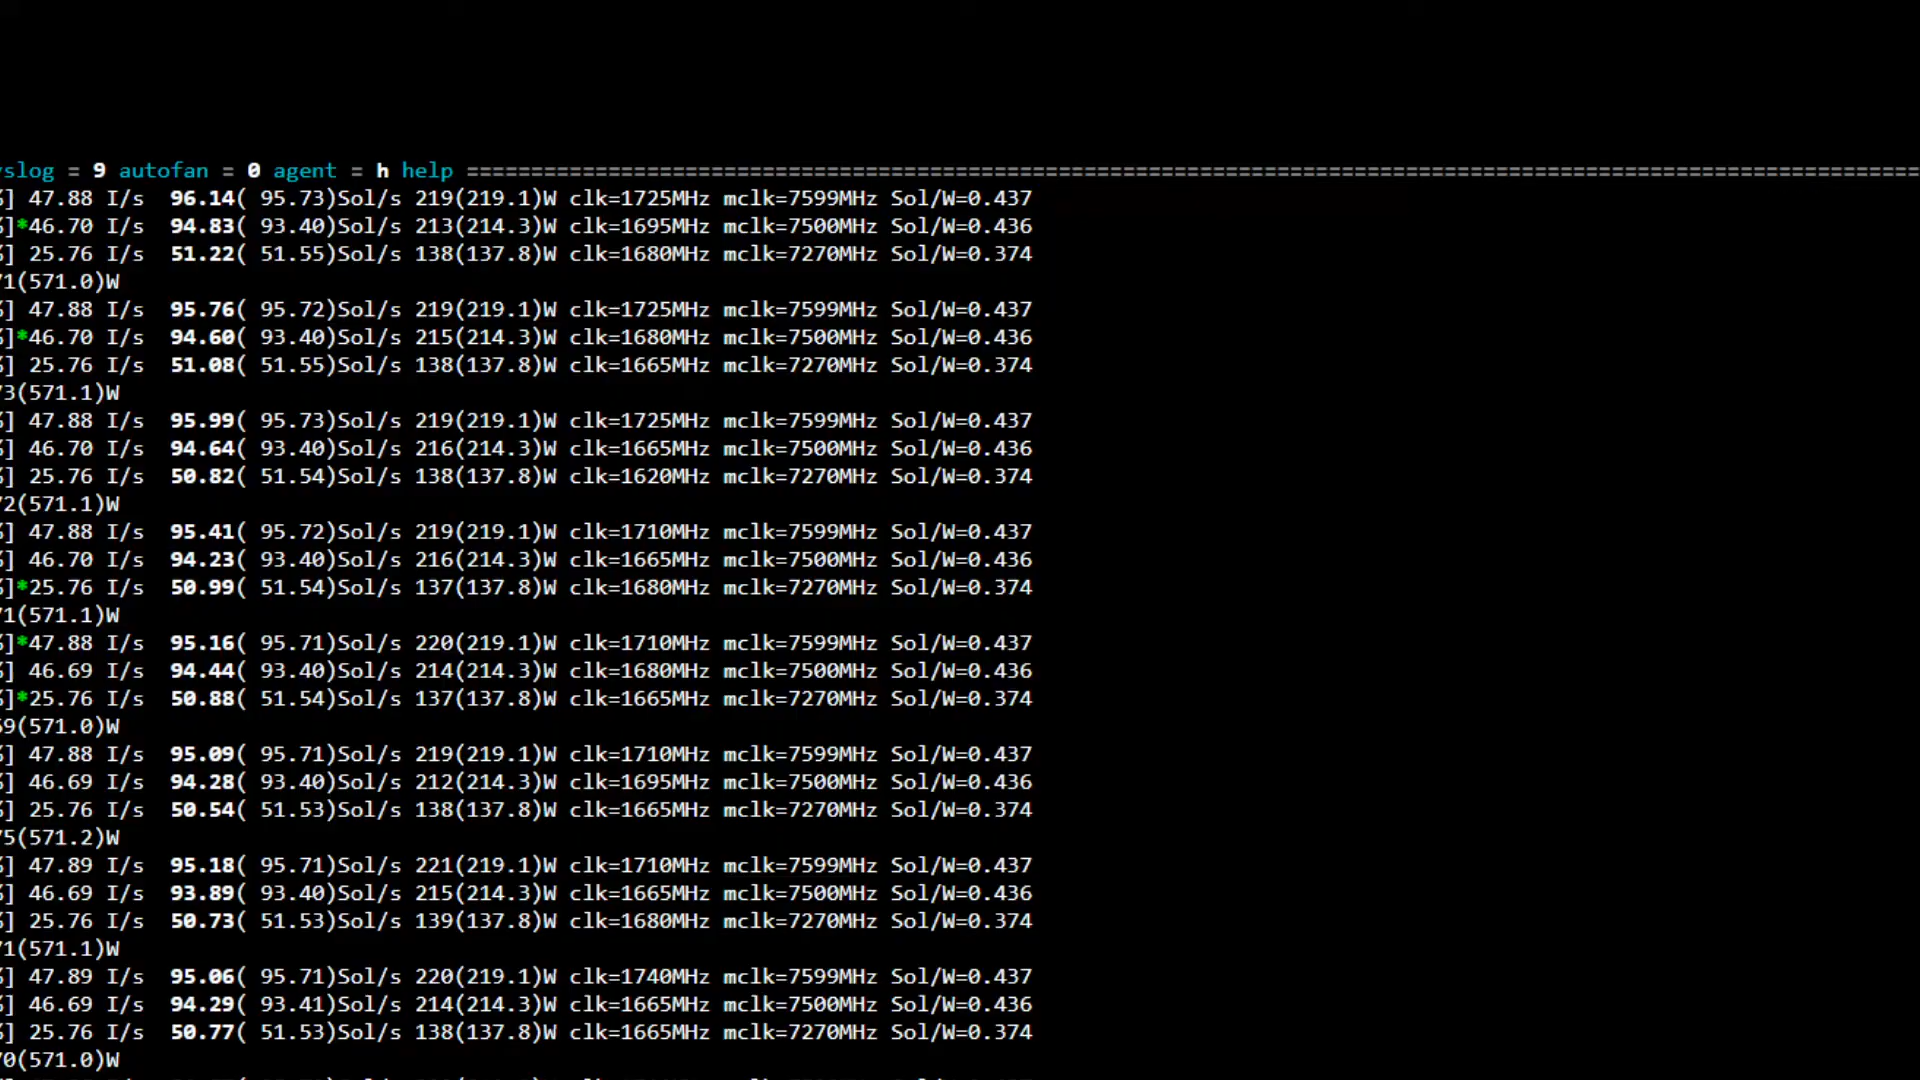 yslog = 9 autofan = 0 agent = h help =================================================================================================================
%] 47.88 I/s  96.14( 95.73)Sol/s 219(219.1)W clk=1725MHz mclk=7599MHz Sol/W=0.437
%]*46.70 I/s  94.83( 93.40)Sol/s 213(214.3)W clk=1695MHz mclk=7500MHz Sol/W=0.436
%] 25.76 I/s  51.22( 51.55)Sol/s 138(137.8)W clk=1680MHz mclk=7270MHz Sol/W=0.374
71(571.0)W
%] 47.88 I/s  95.76( 95.72)Sol/s 219(219.1)W clk=1725MHz mclk=7599MHz Sol/W=0.437
%]*46.70 I/s  94.60( 93.40)Sol/s 215(214.3)W clk=1680MHz mclk=7500MHz Sol/W=0.436
%] 25.76 I/s  51.08( 51.55)Sol/s 138(137.8)W clk=1665MHz mclk=7270MHz Sol/W=0.374
73(571.1)W
%] 47.88 I/s  95.99( 95.73)Sol/s 219(219.1)W clk=1725MHz mclk=7599MHz Sol/W=0.437
%] 46.70 I/s  94.64( 93.40)Sol/s 216(214.3)W clk=1665MHz mclk=7500MHz Sol/W=0.436
%] 25.76 I/s  50.82( 51.54)Sol/s 138(137.8)W clk=1620MHz mclk=7270MHz Sol/W=0.374
72(571.1)W
%] 47.88 I/s  95.41( 95.72)Sol/s 219(219.1)W clk=1710MHz mclk=7599MHz Sol/W=0.437
%] 46.70 I/s  94.23( 93.40)Sol/s 216(214.3)W clk=1665MHz mclk=7500MHz Sol/W=0.436
%]*25.76 I/s  50.99( 51.54)Sol/s 137(137.8)W clk=1680MHz mclk=7270MHz Sol/W=0.374
71(571.1)W
%]*47.88 I/s  95.16( 95.71)Sol/s 220(219.1)W clk=1710MHz mclk=7599MHz Sol/W=0.437
%] 46.69 I/s  94.44( 93.40)Sol/s 214(214.3)W clk=1680MHz mclk=7500MHz Sol/W=0.436
%]*25.76 I/s  50.88( 51.54)Sol/s 137(137.8)W clk=1665MHz mclk=7270MHz Sol/W=0.374
69(571.0)W
%] 47.88 I/s  95.09( 95.71)Sol/s 219(219.1)W clk=1710MHz mclk=7599MHz Sol/W=0.437
%] 46.69 I/s  94.28( 93.40)Sol/s 212(214.3)W clk=1695MHz mclk=7500MHz Sol/W=0.436
%] 25.76 I/s  50.54( 51.53)Sol/s 138(137.8)W clk=1665MHz mclk=7270MHz Sol/W=0.374
75(571.2)W
%] 47.89 I/s  95.18( 95.71)Sol/s 221(219.1)W clk=1710MHz mclk=7599MHz Sol/W=0.437
%] 46.69 I/s  93.89( 93.40)Sol/s 215(214.3)W clk=1665MHz mclk=7500MHz Sol/W=0.436
%] 25.76 I/s  50.73( 51.53)Sol/s 139(137.8)W clk=1680MHz mclk=7270MHz Sol/W=0.374
71(571.1)W
%] 47.89 I/s  95.06( 95.71)Sol/s 220(219.1)W clk=1740MHz mclk=7599MHz Sol/W=0.437
%] 46.69 I/s  94.29( 93.41)Sol/s 214(214.3)W clk=1665MHz mclk=7500MHz Sol/W=0.436
%] 25.76 I/s  50.77( 51.53)Sol/s 138(137.8)W clk=1665MHz mclk=7270MHz Sol/W=0.374
70(571.0)W